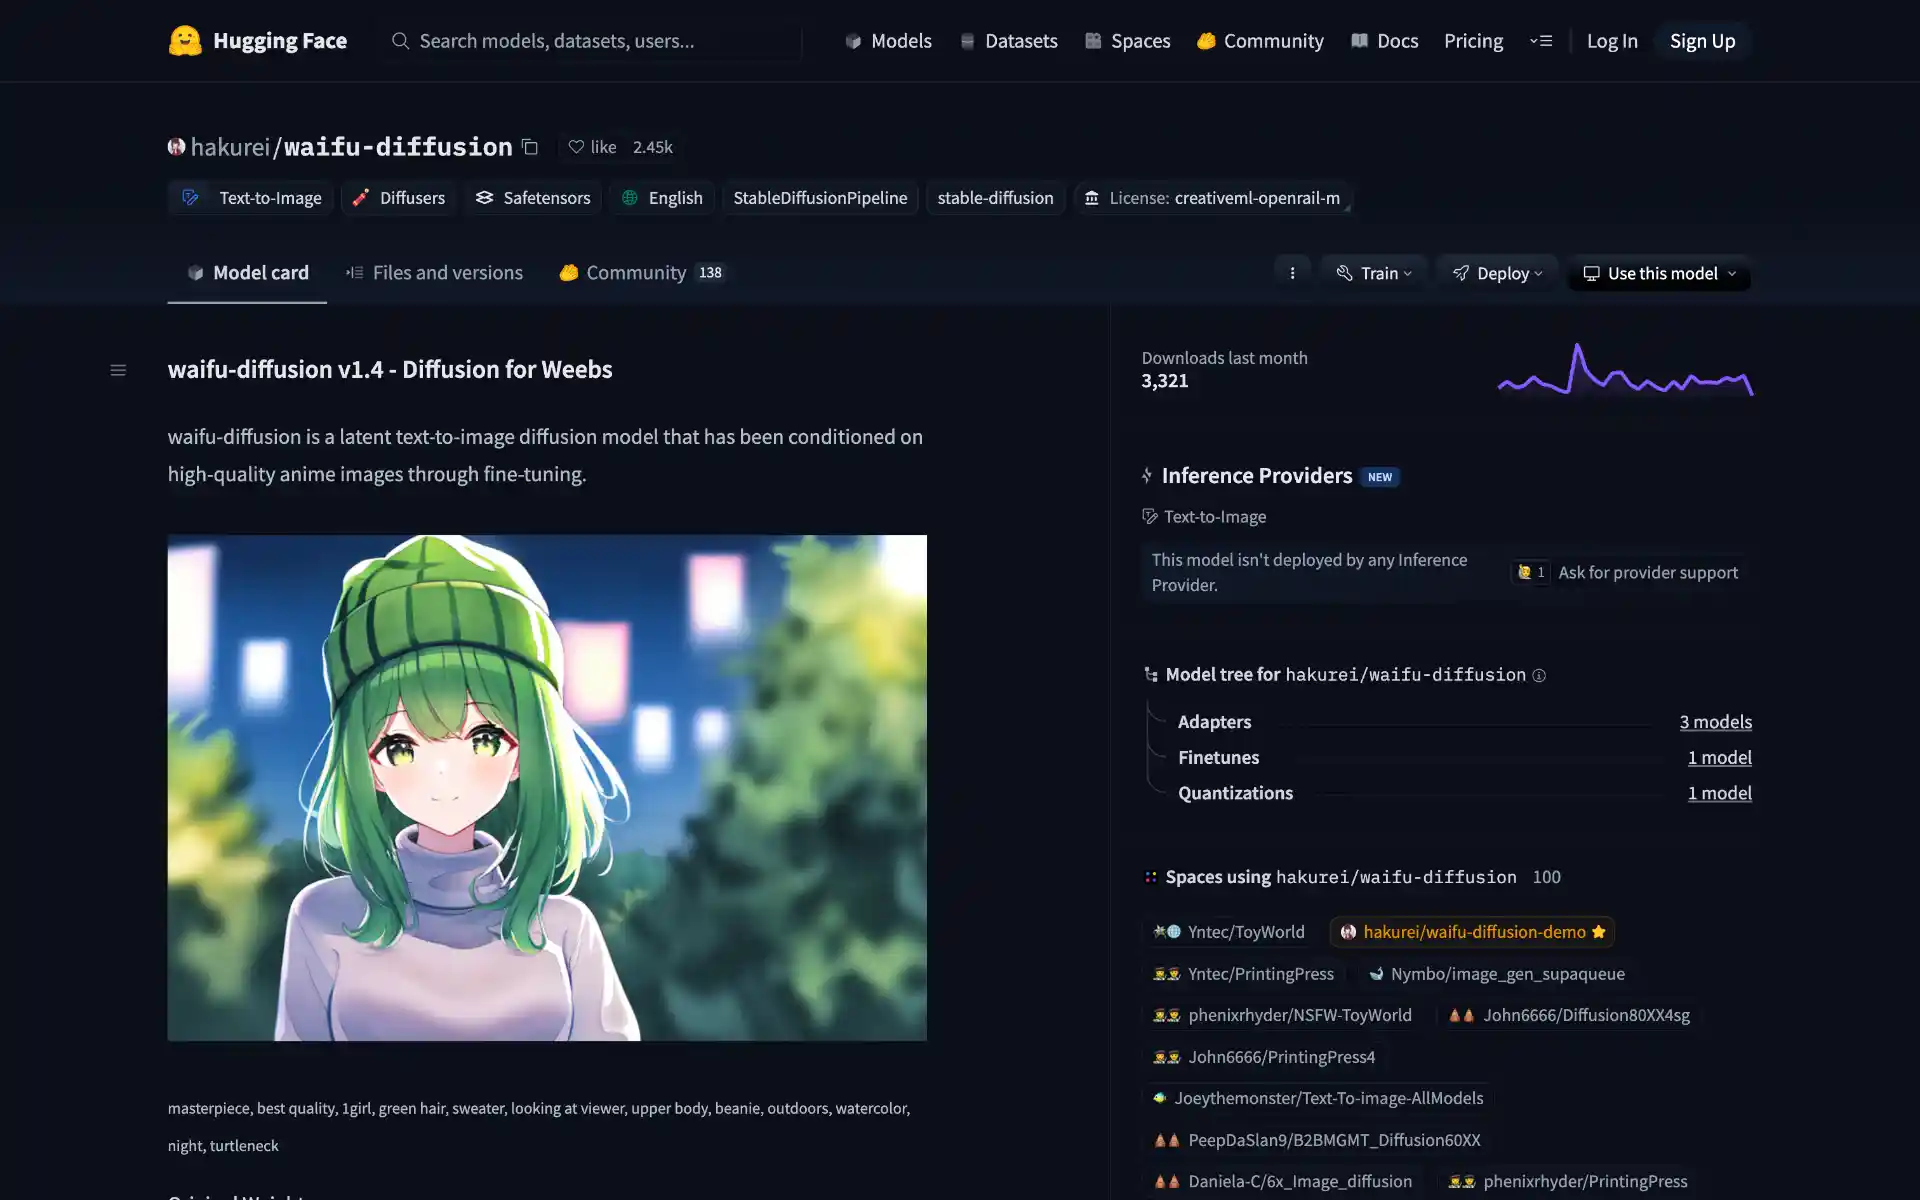 Hugging Face
Search models, datasets, users...
Models
Datasets
Spaces
Community
Docs
Pricing
Log In
Sign Up
hakurei/waifu-diffusion
like 2.45k
Text-to-Image
Diffusers
Safetensors
English
StableDiffusionPipeline
stable-diffusion
License: creativeml-openrail-m
Model card
Files and versions
Community 138
Train
Deploy
Use this model
waifu-diffusion v1.4 - Diffusion for Weebs
waifu-diffusion is a latent text-to-image diffusion model that has been conditioned on
high-quality anime images through fine-tuning.
masterpiece, best quality, 1girl, green hair, sweater, looking at viewer, upper body, beanie, outdoors, watercolor,
night, turtleneck
Downloads last month
3,321
Inference Providers NEW
Text-to-Image
This model isn't deployed by any Inference
Provider.
1 Ask for provider support
Model tree for hakurei/waifu-diffusion
Adapters 3 models
Finetunes 1 model
Quantizations 1 model
Spaces using hakurei/waifu-diffusion 100
Yntec/ToyWorld
hakurei/waifu-diffusion-demo
Yntec/PrintingPress
Nymbo/image_gen_supaqueue
phenixrhyder/NSFW-ToyWorld
John6666/Diffusion80XX4sg
John6666/PrintingPress4
Joeythemonster/Text-To-image-AllModels
PeepDaSlan9/B2BMGMT_Diffusion60XX
Daniela-C/6x_Image_diffusion
phenixrhyder/PrintingPress